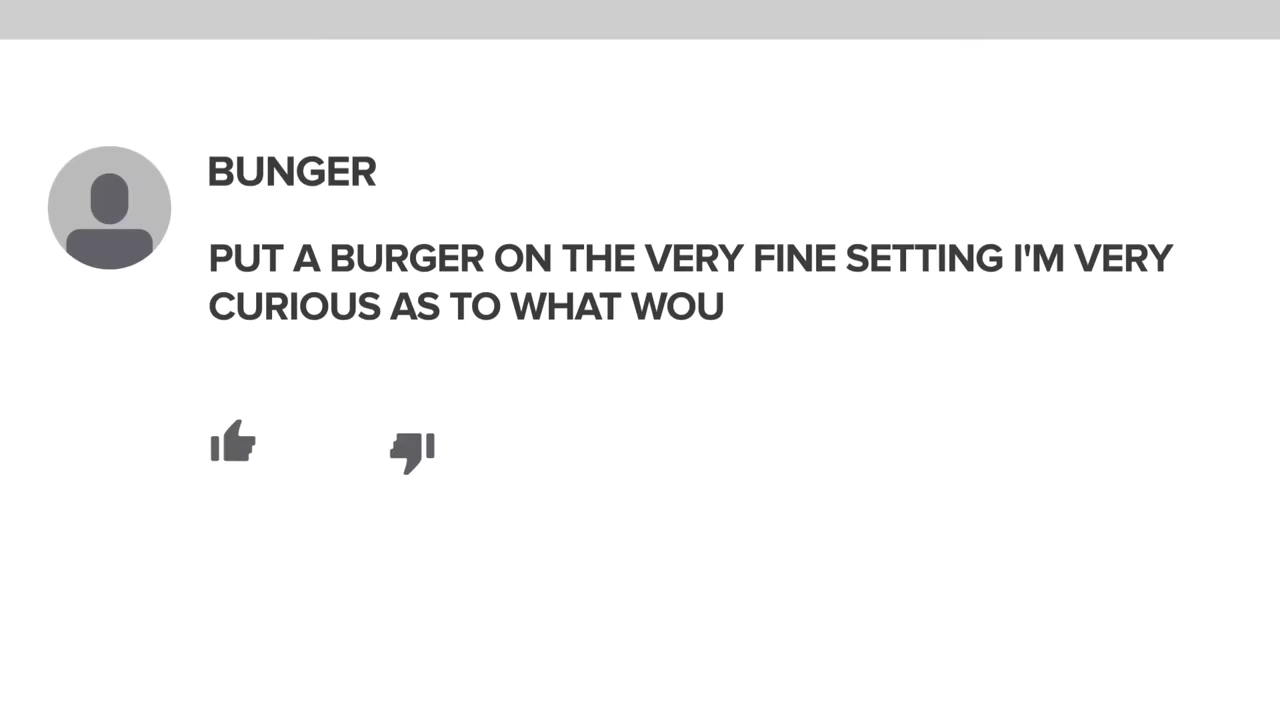 BUNGER
PUT A BURGER ON THE VERY FINE SETTING I'M VERY
CURIOUS AS TO WHAT WOU